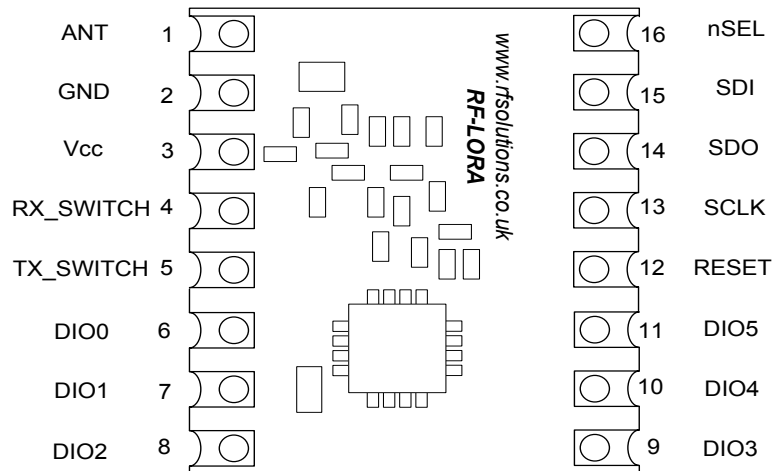 ANT 1
GND 2
Vcc 3
RX_SWITCH 4
TX_SWITCH 5
DIO0 6
DIO1 7
DIO2 8
www.rfsolutions.co.uk
RF-LORA
16 nSEL
15 SDI
14 SDO
13 SCLK
12 RESET
11 DIO5
10 DIO4
9 DIO3